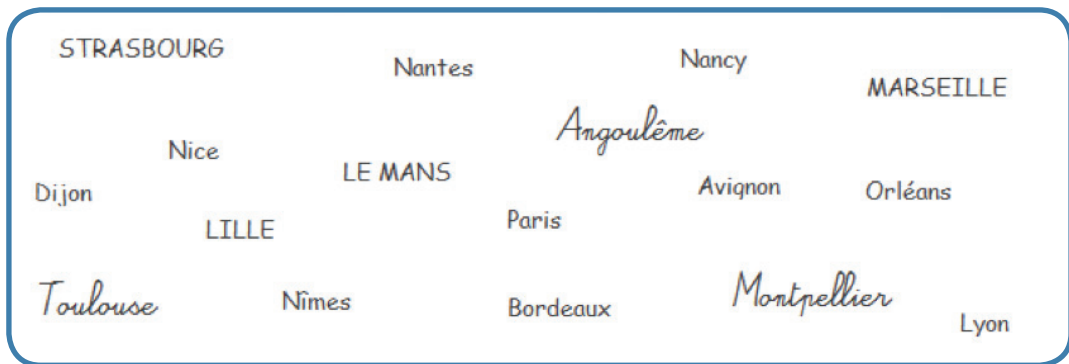 STRASBOURG
Nantes
Nancy
MARSEILLE
Angoulême
Nice
LE MANS
Dijon
Avignon
Orléans
LILLE
Paris
Toulouse
Nîmes
Bordeaux
Montpellier
Lyon